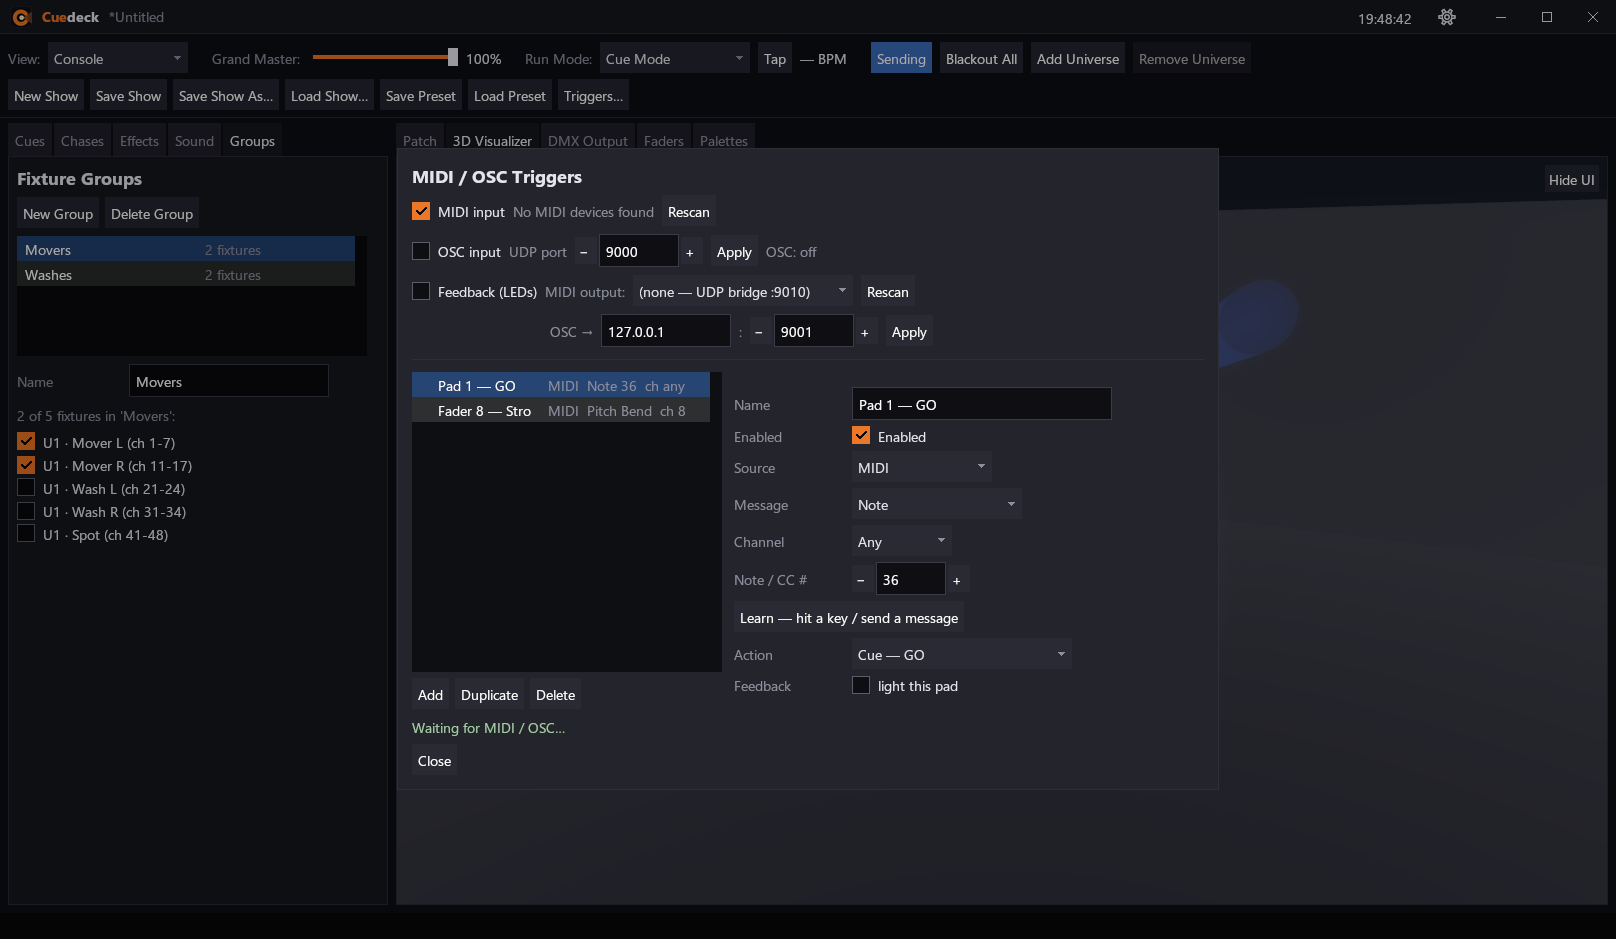 Cuedeck *Untitled 19:48:42
View: Console Grand Master: 100% Run Mode: Cue Mode Tap — BPM Sending Blackout All Add Universe Remove Universe
New Show Save Show Save Show As... Load Show... Save Preset Load Preset Triggers...
Cues Chases Effects Sound Groups
Patch 3D Visualizer DMX Output Faders Palettes
Fixture Groups
New Group Delete Group
Movers 2 fixtures
Washes 2 fixtures
Name Movers
2 of 5 fixtures in 'Movers':
U1 · Mover L (ch 1-7)
U1 · Mover R (ch 11-17)
U1 · Wash L (ch 21-24)
U1 · Wash R (ch 31-34)
U1 · Spot (ch 41-48)
Hide UI
MIDI / OSC Triggers
MIDI input No MIDI devices found Rescan
OSC input UDP port – 9000 + Apply OSC: off
Feedback (LEDs) MIDI output: (none — UDP bridge :9010) Rescan
OSC → 127.0.0.1 : – 9001 + Apply
Pad 1 — GO MIDI Note 36 ch any
Fader 8 — Stro MIDI Pitch Bend ch 8
Add Duplicate Delete
Waiting for MIDI / OSC...
Close
Name Pad 1 — GO
Enabled Enabled
Source MIDI
Message Note
Channel Any
Note / CC # – 36 +
Learn — hit a key / send a message
Action Cue — GO
Feedback light this pad